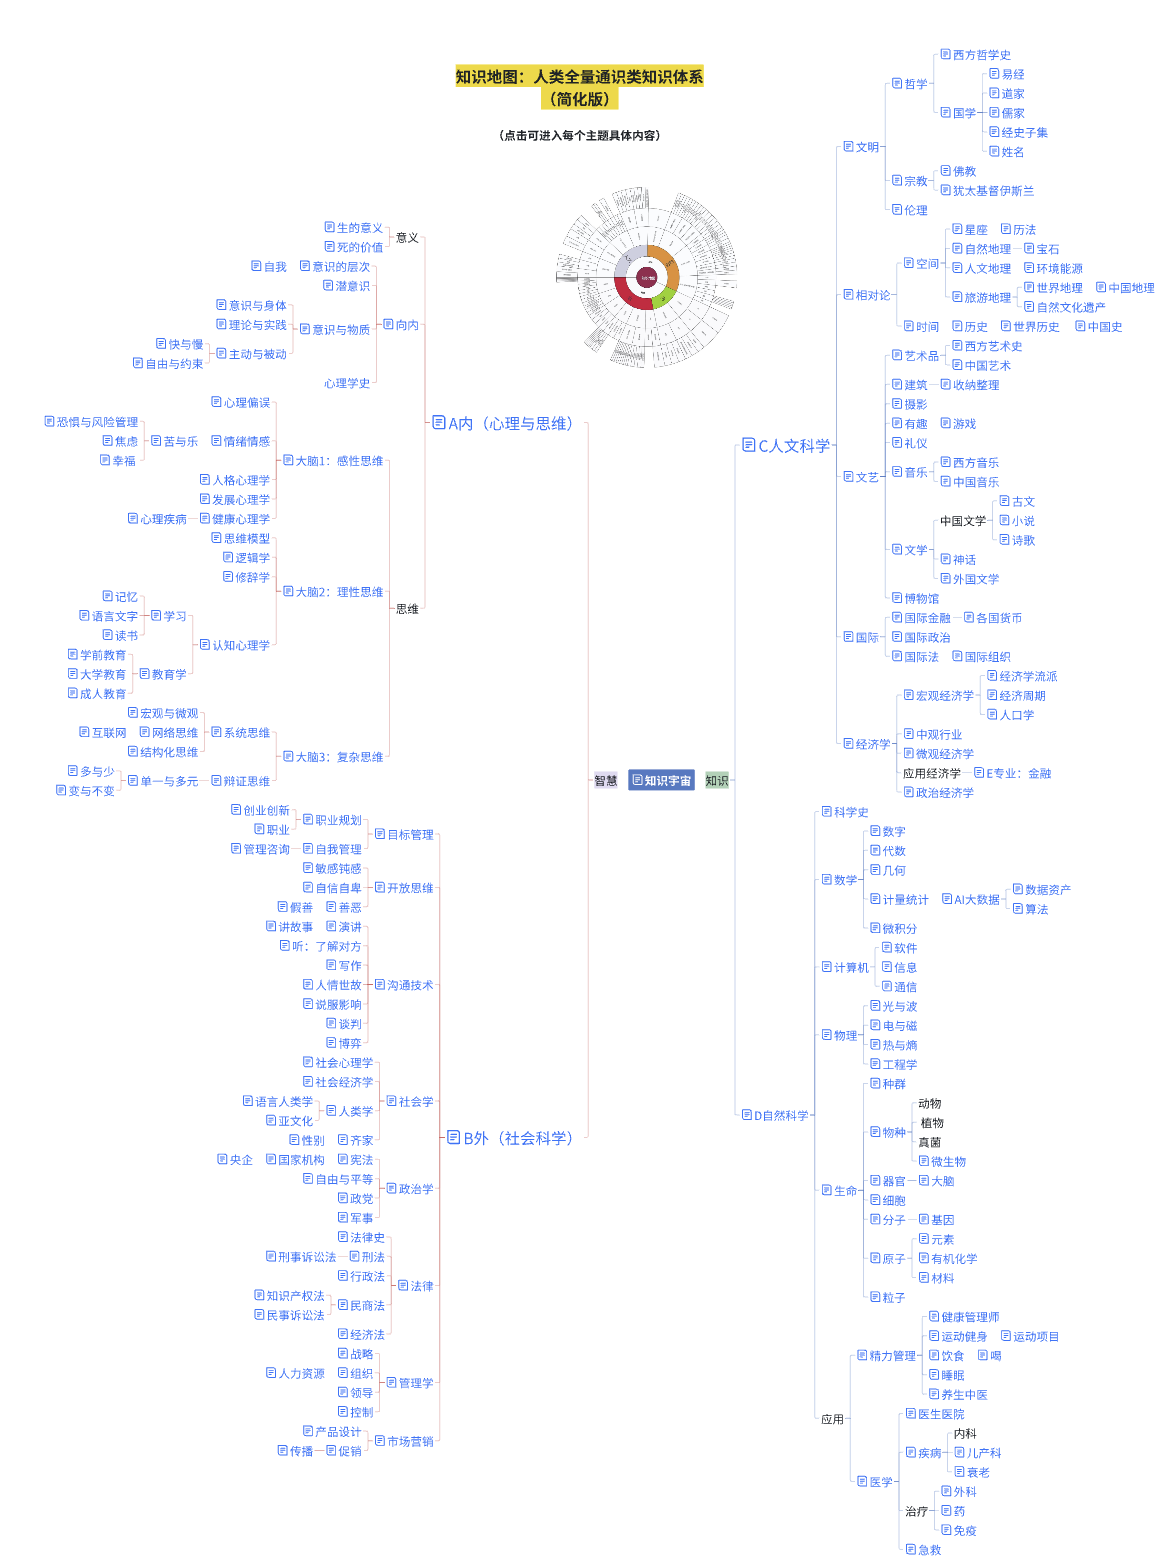 知识地图：人类全量通识类知识体系
（简化版）
（点击可进入每个主题具体内容）
知识宇宙
智慧
A内（心理与思维）
意义
生的意义
死的价值
向内
意识的层次
自我
潜意识
意识与物质
意识与身体
理论与实践
主动与被动
快与慢
自由与约束
心理学史
思维
大脑1：感性思维
心理偏误
情绪情感
苦与乐
恐惧与风险管理
焦虑
幸福
人格心理学
发展心理学
健康心理学
心理疾病
大脑2：理性思维
思维模型
逻辑学
修辞学
认知心理学
学习
记忆
语言文字
读书
教育学
学前教育
大学教育
成人教育
大脑3：复杂思维
系统思维
宏观与微观
网络思维
互联网
结构化思维
辩证思维
单一与多元
多与少
变与不变
B外（社会科学）
目标管理
职业规划
创业创新
职业
自我管理
管理咨询
开放思维
敏感钝感
自信自卑
善恶
假善
沟通技术
演讲
讲故事
听：了解对方
写作
人情世故
说服影响
谈判
博弈
社会学
社会心理学
社会经济学
人类学
语言人类学
亚文化
齐家
性别
政治学
宪法
国家机构
央企
自由与平等
政党
军事
法律
法律史
刑法
刑事诉讼法
行政法
民商法
知识产权法
民事诉讼法
经济法
管理学
战略
组织
人力资源
领导
控制
市场营销
产品设计
促销
传播
知识
C人文科学
文明
哲学
西方哲学史
国学
易经
道家
儒家
经史子集
姓名
宗教
佛教
犹太基督伊斯兰
伦理
相对论
空间
星座
历法
自然地理
宝石
人文地理
环境能源
旅游地理
世界地理
中国地理
自然文化遗产
时间
历史
世界历史
中国史
文艺
艺术品
西方艺术史
中国艺术
建筑
收纳整理
摄影
有趣
游戏
礼仪
音乐
西方音乐
中国音乐
文学
中国文学
古文
小说
诗歌
神话
外国文学
博物馆
国际
国际金融
各国货币
国际政治
国际法
国际组织
经济学
宏观经济学
经济学流派
经济周期
人口学
中观行业
微观经济学
应用经济学
E专业：金融
政治经济学
D自然科学
科学史
数学
数字
代数
几何
计量统计
AI大数据
数据资产
算法
微积分
计算机
软件
信息
通信
物理
光与波
电与磁
热与熵
工程学
生命
种群
物种
动物
植物
真菌
微生物
器官
大脑
细胞
分子
基因
原子
元素
有机化学
材料
粒子
应用
精力管理
健康管理师
运动健身
运动项目
饮食
喝
睡眠
养生中医
医学
医生医院
疾病
内科
儿产科
衰老
治疗
外科
药
免疫
急救